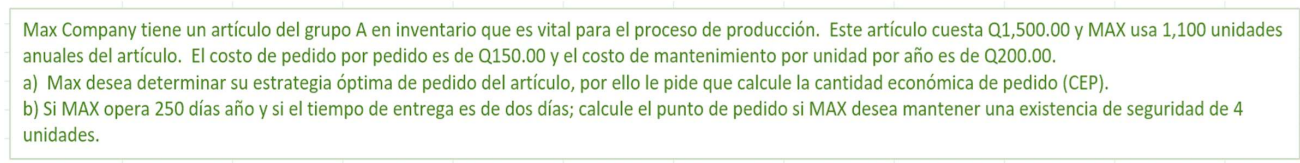 Max Company tiene un artículo del grupo A en inventario que es vital para el proceso de producción.  Este artículo cuesta Q1,500.00 y MAX usa 1,100 unidades
anuales del artículo.  El costo de pedido por pedido es de Q150.00 y el costo de mantenimiento por unidad por año es de Q200.00.
a)  Max desea determinar su estrategia óptima de pedido del artículo, por ello le pide que calcule la cantidad económica de pedido (CEP).
b) Si MAX opera 250 días año y si el tiempo de entrega es de dos días; calcule el punto de pedido si MAX desea mantener una existencia de seguridad de 4
unidades.